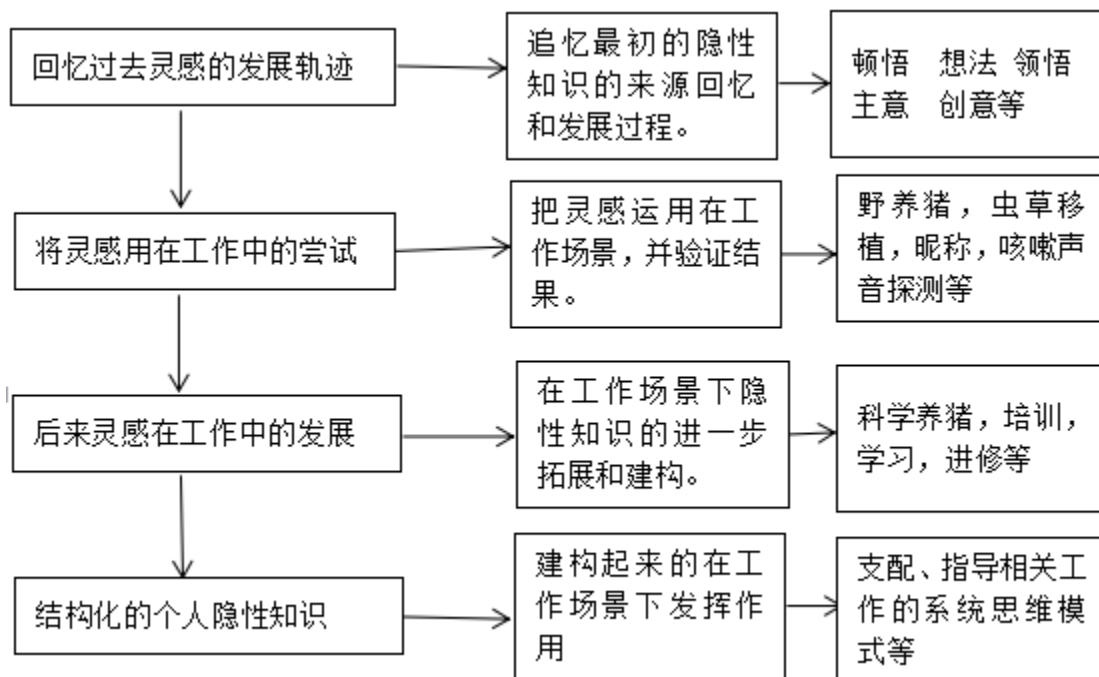 回忆过去灵感的发展轨迹
追忆最初的隐性
知识的来源回忆
和发展过程。
顿悟 想法 领悟
主意 创意等
将灵感用在工作中的尝试
把灵感运用在工
作场景，并验证结
果。
野养猪，虫草移
植，昵称，咳嗽声
音探测等
后来灵感在工作中的发展
在工作场景下隐
性知识的进一步
拓展和建构。
科学养猪，培训，
学习，进修等
结构化的个人隐性知识
建构起来的在工
作场景下发挥作
用
支配、指导相关工
作的系统思维模
式等